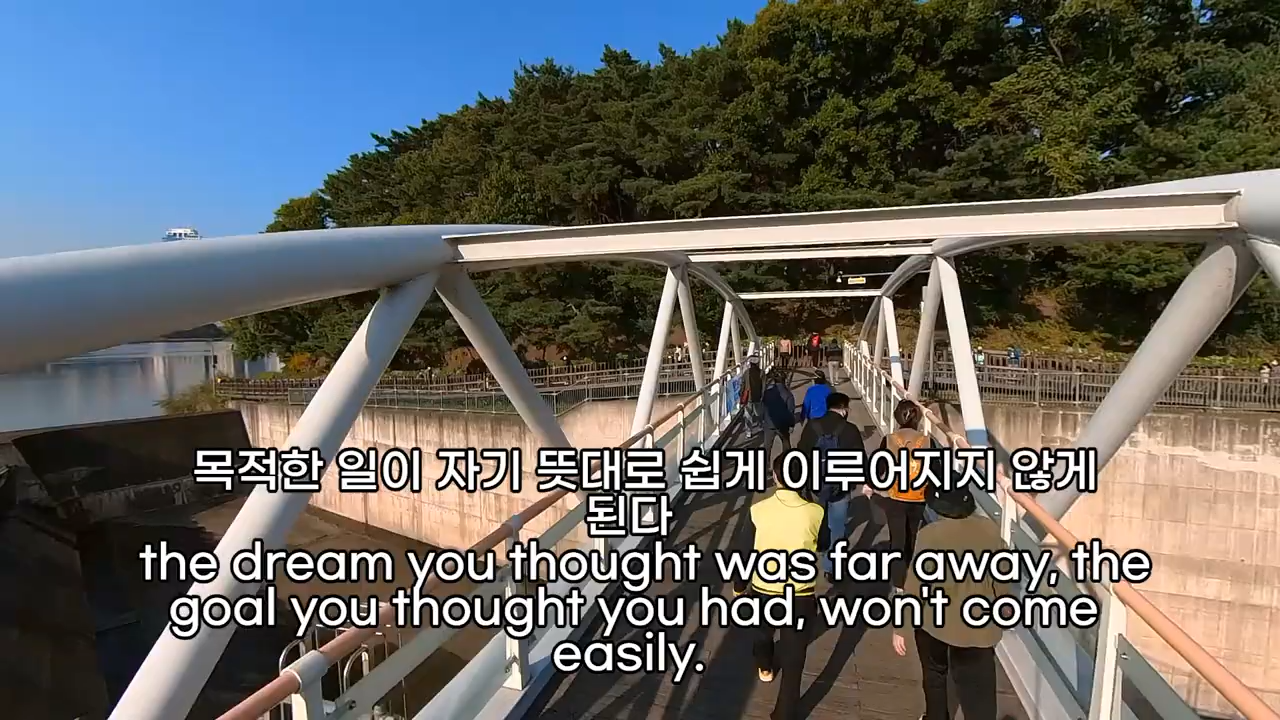 목적한 일이 자기 뜻대로 쉽게 이루어지지 않게
된다
the dream you thought was far away, the
goal you thought you had, won't come
easily.